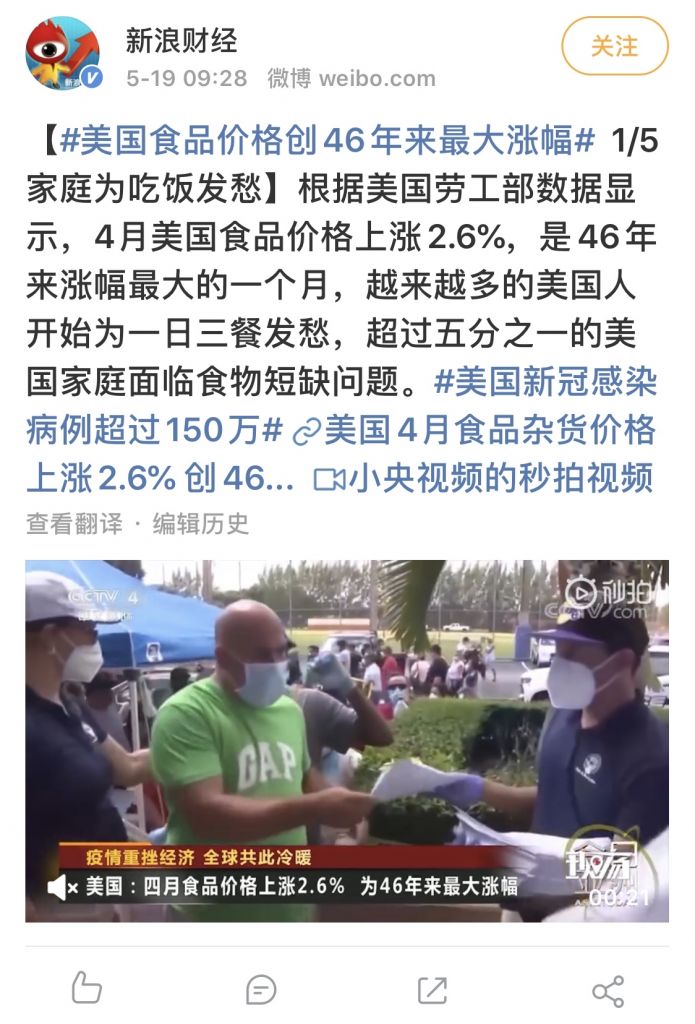 新浪财经
关注
5-19 09:28 微博 weibo.com
【#美国食品价格创46年来最大涨幅# 1/5
家庭为吃饭发愁】根据美国劳工部数据显
示，4月美国食品价格上涨2.6%，是46年
来涨幅最大的一个月，越来越多的美国人
开始为一日三餐发愁，超过五分之一的美
国家庭面临食物短缺问题。#美国新冠感染
病例超过150万# 美国4月食品杂货价格
上涨2.6% 创46... 小央视频的秒拍视频
查看翻译 · 编辑历史
CCTV 4
秒拍
CCTV.com
GAP
疫情重挫经济 全球共此冷暖
美国：四月食品价格上涨2.6% 为46年来最大涨幅
现场
00:21